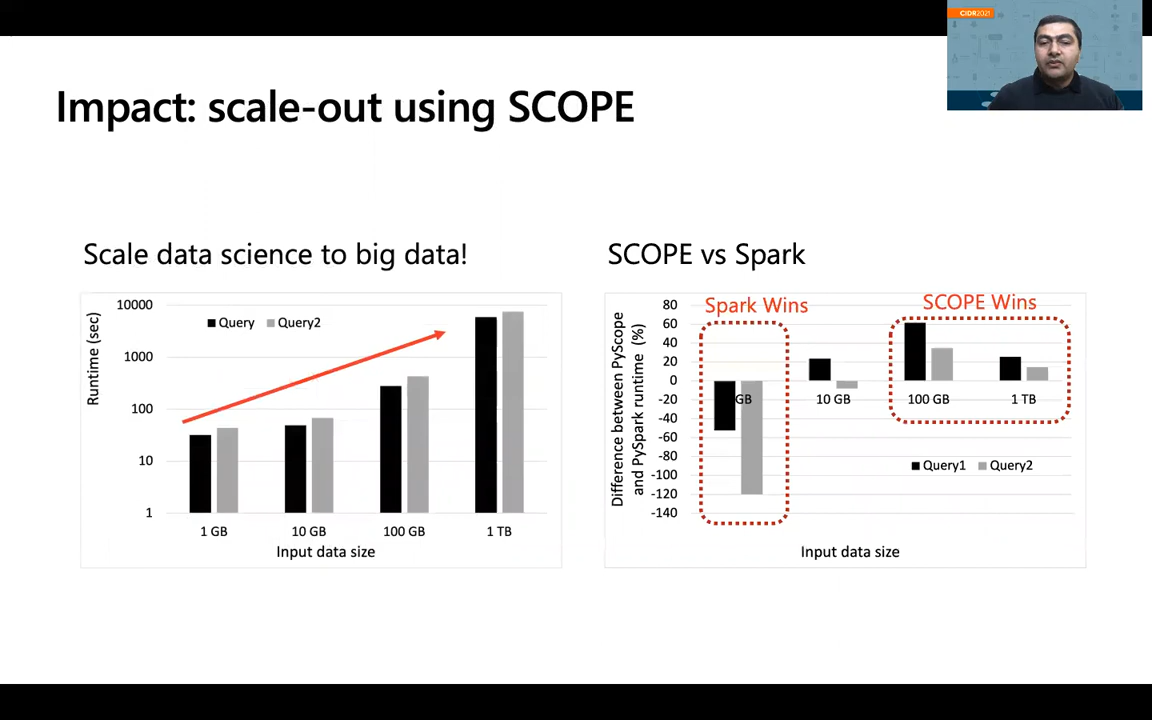 CIDR2021
Impact: scale-out using SCOPE
Scale data science to big data!
Runtime (sec)
10000
1000
100
10
1
Query
Query2
1 GB
10 GB
100 GB
1 TB
Input data size
SCOPE vs Spark
Difference between PyScope
and PySpark runtime (%)
80
60
40
20
0
-20
-40
-60
-80
-100
-120
-140
Spark Wins
SCOPE Wins
GB
10 GB
100 GB
1 TB
Query1
Query2
Input data size